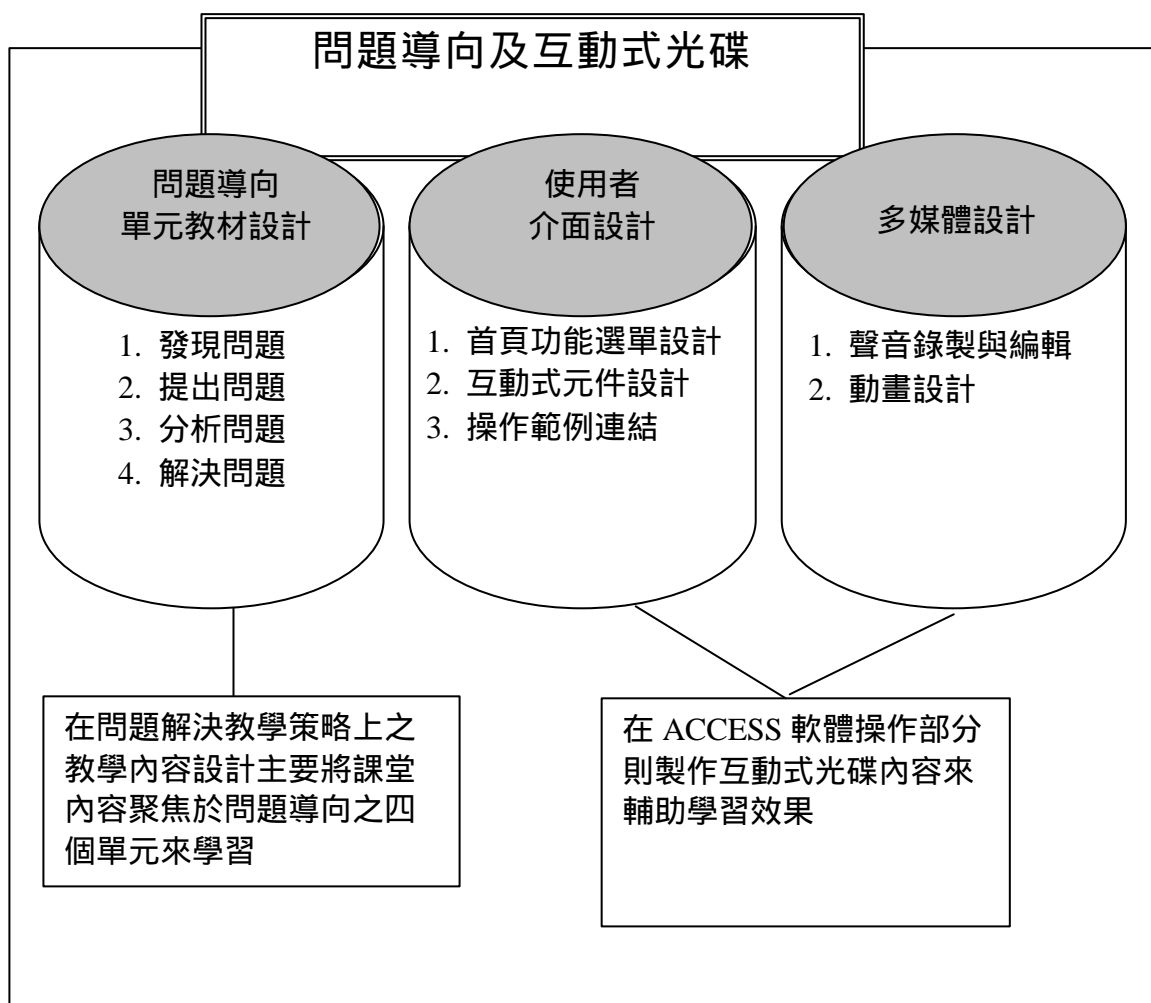 問題導向及互動式光碟
問題導向
單元教材設計
1. 發現問題
2. 提出問題
3. 分析問題
4. 解決問題
使用者
介面設計
1. 首頁功能選單設計
2. 互動式元件設計
3. 操作範例連結
多媒體設計
1. 聲音錄製與編輯
2. 動畫設計
在問題解決教學策略上之
教學內容設計主要將課堂
內容聚焦於問題導向之四
個單元來學習
在 ACCESS 軟體操作部分
則製作互動式光碟內容來
輔助學習效果